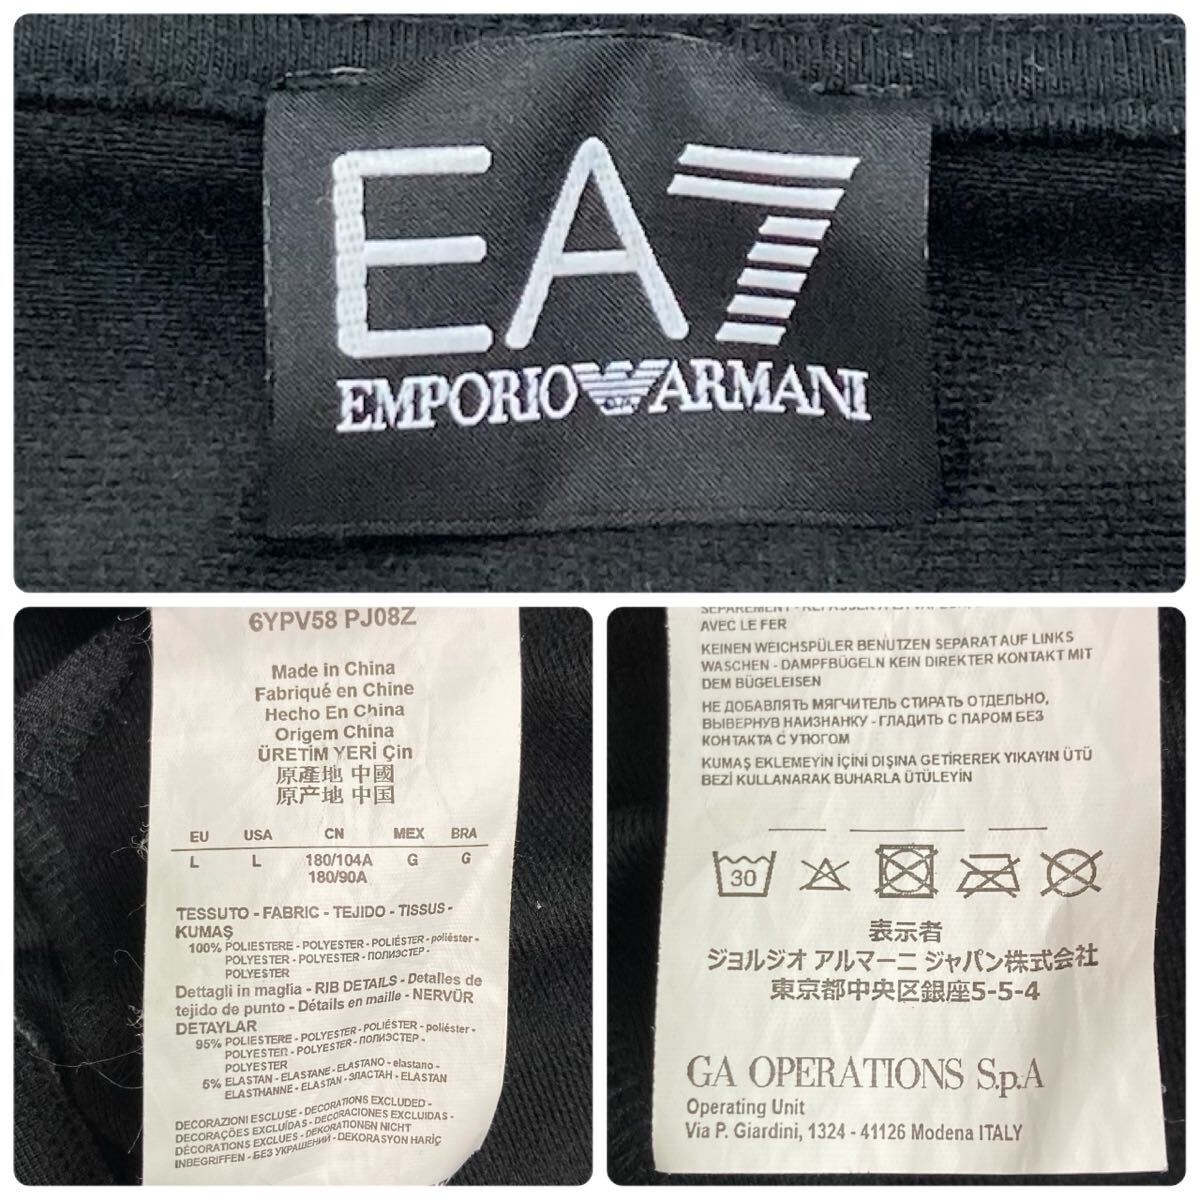 EA7
EMPORIO ARMANI
6YPV58 PJ08Z
Made in China
Fabriqué en Chine
Hecho En China
Origem China
ÜRETİM YERİ Çin
原產地 中國
原产地 中国
EU USA CN MEX BRA
L L 180/104A G G
180/90A
TESSUTO - FABRIC - TEJIDO - TISSUS -
KUMAŞ
100% POLIESTERE - POLYESTER - POLIÉSTER - poliéster -
POLYESTER - POLYESTER - ПОЛИЭСТЕР -
POLYESTER
Dettagli in maglia - RIB DETAILS - Detalles de
tejido de punto - Détails en maille - NERVÜR
DETAYLAR
95% POLIESTERE - POLYESTER - POLIÉSTER - poliéster -
POLYESTER - POLYESTER - ПОЛИЭСТЕР -
POLYESTER
5% ELASTAN - ELASTANE - ELASTANO - elastano -
ELASTHANNE - ELASTAN - ЭЛАСТАН - ELASTAN
DECORAZIONI ESCLUSE - DECORATIONS EXCLUDED -
DECORAÇÕES EXCLUÍDAS - DECORACIONES EXCLUIDAS -
DÉCORATIONS EXCLUES - DEKORATIONEN NICHT
INBEGRIFFEN - БЕЗ УКРАШЕНИЙ - DEKORASYON HARİÇ
AVEC LE FER
KEINEN WEICHSPÜLER BENUTZEN SEPARAT AUF LINKS
WASCHEN - DAMPFBÜGELN KEIN DIREKTER KONTAKT MIT
DEM BÜGELEISEN
НЕ ДОБАВЛЯТЬ МЯГЧИТЕЛЬ СТИРАТЬ ОТДЕЛЬНО,
ВЫВЕРНУВ НАИЗНАНКУ - ГЛАДИТЬ С ПАРОМ БЕЗ
КОНТАКТА С УТЮГОМ
KUMAŞ EKLEMEYIN İÇİNİ DIŞINA GETİREREK YIKAYIN ÜTÜ
BEZİ KULLANARAK BUHARLA ÜTÜLEYİN
30
表示者
ジョルジオ アルマーニ ジャパン株式会社
東京都中央区銀座5-5-4
GA OPERATIONS S.p.A
Operating Unit
Via P. Giardini, 1324 - 41126 Modena ITALY